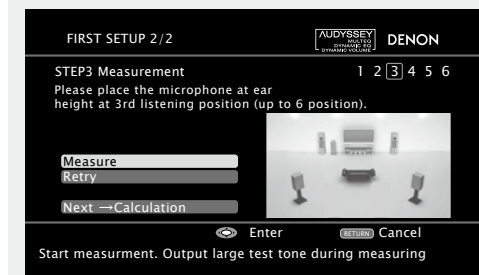 FIRST SETUP 2/2
AUDYSSEY
MULTEQ
DYNAMIC EQ
DYNAMIC VOLUME
DENON
STEP3 Measurement 1 2 3 4 5 6
Please place the microphone at ear
height at 3rd listening position (up to 6 position).
Measure
Retry
Next →Calculation
Enter RETURN Cancel
Start measurment. Output large test tone during measuring